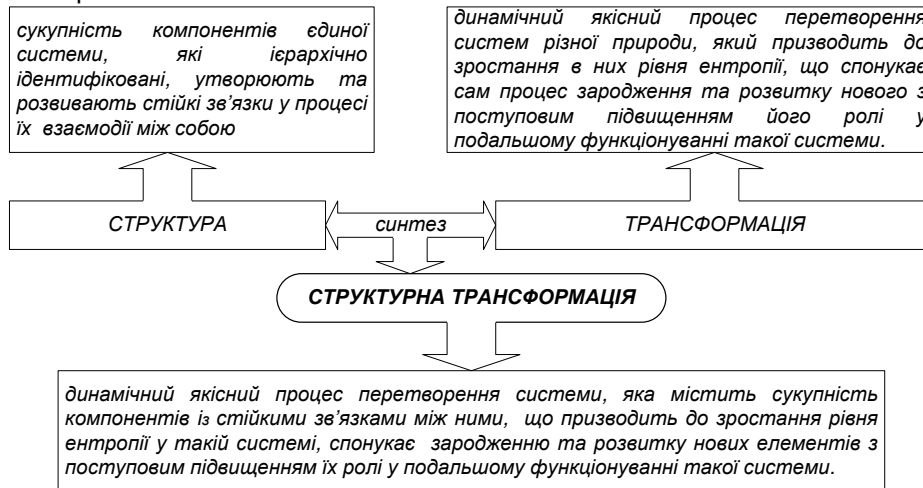 сукупність компонентів єдиної
системи, які ієрархічно
ідентифіковані, утворюють та
розвивають стійкі зв'язки у процесі
їх взаємодії між собою
динамічний якісний процес перетворення
систем різної природи, який призводить до
зростання в них рівня ентропії, що спонукає
сам процес зародження та розвитку нового з
поступовим підвищенням його ролі у
подальшому функціонуванні такої системи.
СТРУКТУРА
синтез
ТРАНСФОРМАЦІЯ
СТРУКТУРНА ТРАНСФОРМАЦІЯ
динамічний якісний процес перетворення системи, яка містить сукупність
компонентів із стійкими зв'язками між ними, що призводить до зростання рівня
ентропії у такій системі, спонукає зародженню та розвитку нових елементів з
поступовим підвищенням їх ролі у подальшому функціонуванні такої системи.